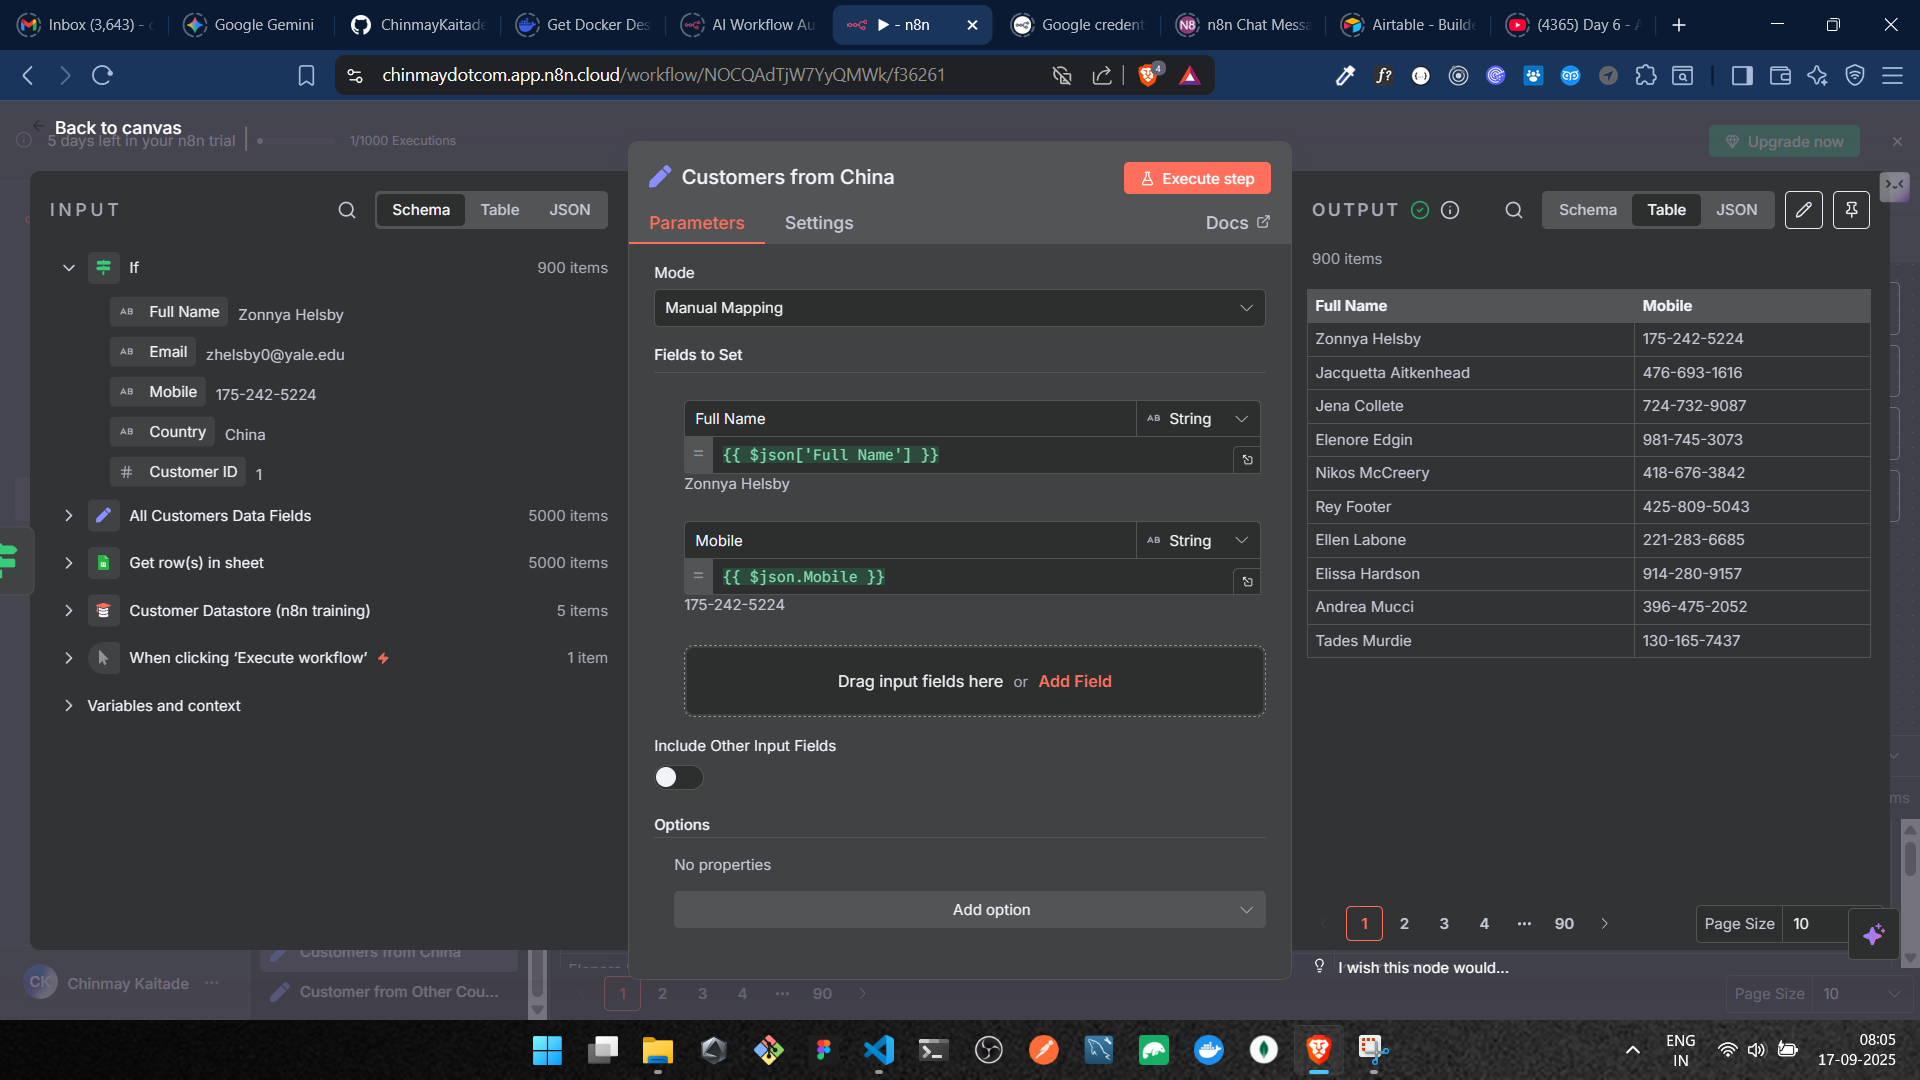 Inbox (3,643) -
Google Gemini
ChinmayKaitade
Get Docker Des
AI Workflow Au
▶ - n8n
Google credent
N8
n8n Chat Messa
Airtable - Builde
(4365) Day 6 - A
chinmaydotcom.app.n8n.cloud/workflow/NOCQAdTjW7YyQMWk/f36261
4
f?
Back to canvas
5 days left in your n8n trial
1/1000 Executions
Upgrade now
INPUT
Schema
Table
JSON
If
900 items
AB Full Name Zonnya Helsby
AB Email zhelsby0@yale.edu
AB Mobile 175-242-5224
AB Country China
# Customer ID 1
All Customers Data Fields 5000 items
Get row(s) in sheet 5000 items
Customer Datastore (n8n training) 5 items
When clicking ‘Execute workflow’ 1 item
Variables and context
Customers from China
Execute step
Parameters
Settings
Docs
Mode
Manual Mapping
Fields to Set
Full Name
AB String
= {{ $json['Full Name'] }}
Zonnya Helsby
Mobile
AB String
= {{ $json.Mobile }}
175-242-5224
Drag input fields here or Add Field
Include Other Input Fields
Options
No properties
Add option
OUTPUT
Schema
Table
JSON
900 items
Full Name Mobile
Zonnya Helsby 175-242-5224
Jacquetta Aitkenhead 476-693-1616
Jena Collete 724-732-9087
Elenore Edgin 981-745-3073
Nikos McCreery 418-676-3842
Rey Footer 425-809-5043
Ellen Labone 221-283-6685
Elissa Hardson 914-280-9157
Andrea Mucci 396-475-2052
Tades Murdie 130-165-7437
1 2 3 4 ... 90
Page Size 10
I wish this node would...
ms
CK Chinmay Kaitade ...
Customers from China
Customer from Other Cou...
1 2 3 4 ... 90
Page Size 10
ENG
IN
08:05
17-09-2025